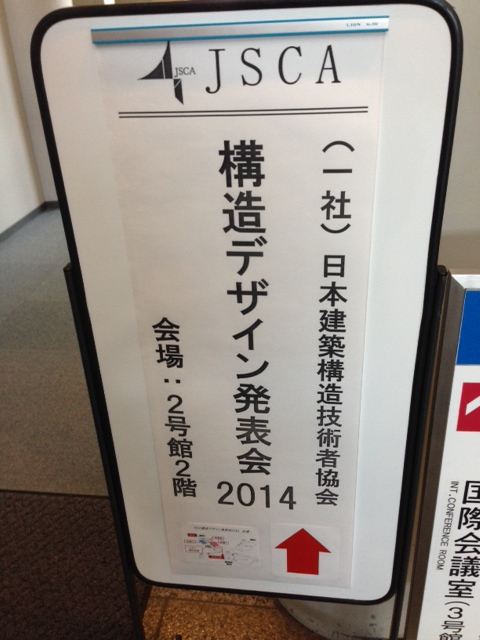 JSCA
JSCA
(一社)日本建築構造技術者協会
構造デザイン発表会
2014
会場:2号館2階
国際会議室(3号館
INT.CONFERENCE ROOM